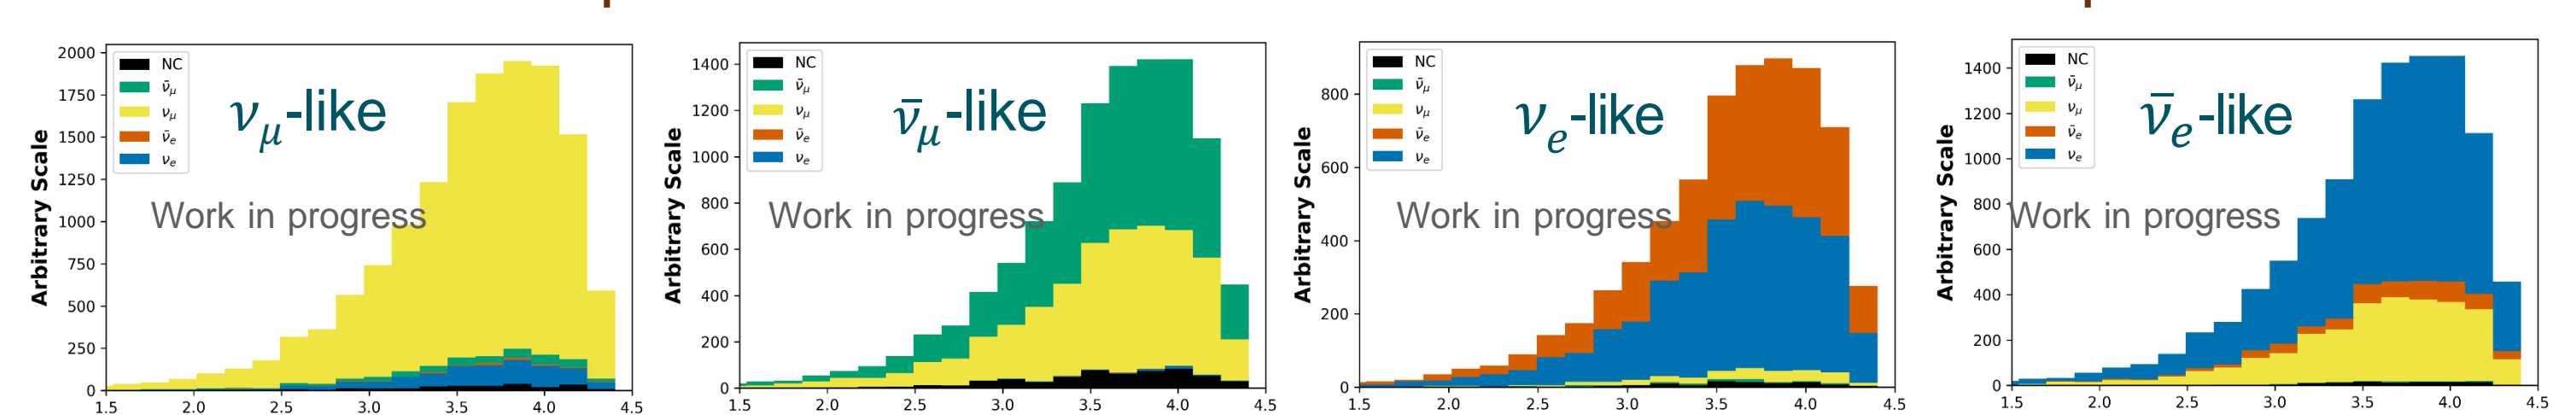 2000
1750
1500
1250
1000
750
500
250
0
Arbitrary Scale
NC
ν̄μ
νμ
ν̄e
νe
νμ-like
Work in progress
1.5 2.0 2.5 3.0 3.5 4.0 4.5
1400
1200
1000
800
600
400
200
0
Arbitrary Scale
NC
ν̄μ
νμ
ν̄e
νe
ν̄μ-like
Work in progress
1.5 2.0 2.5 3.0 3.5 4.0 4.5
800
600
400
200
0
Arbitrary Scale
NC
ν̄μ
νμ
ν̄e
νe
νe-like
Work in progress
1.5 2.0 2.5 3.0 3.5 4.0 4.5
1400
1200
1000
800
600
400
200
0
Arbitrary Scale
NC
ν̄μ
νμ
ν̄e
νe
ν̄e-like
Work in progress
1.5 2.0 2.5 3.0 3.5 4.0 4.5